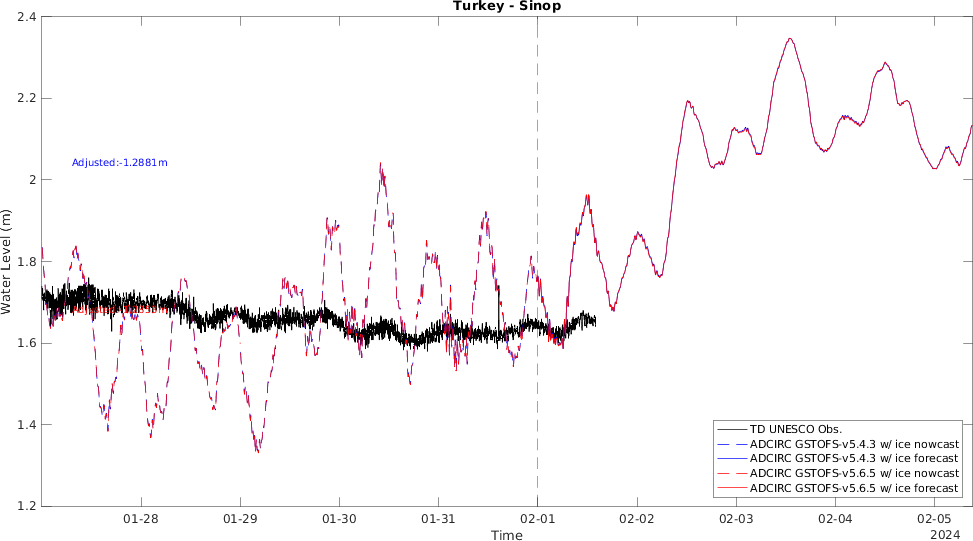 Turkey - Sinop
2.4
2.2
2
1.8
1.6
1.4
1.2
Water Level (m)
Adjusted:-1.2881m
TD UNESCO Obs.
ADCIRC GSTOFS-v5.4.3 w/ ice nowcast
ADCIRC GSTOFS-v5.4.3 w/ ice forecast
ADCIRC GSTOFS-v5.6.5 w/ ice nowcast
ADCIRC GSTOFS-v5.6.5 w/ ice forecast
01-28 01-29 01-30 01-31 02-01 02-02 02-03 02-04 02-05
Time 2024